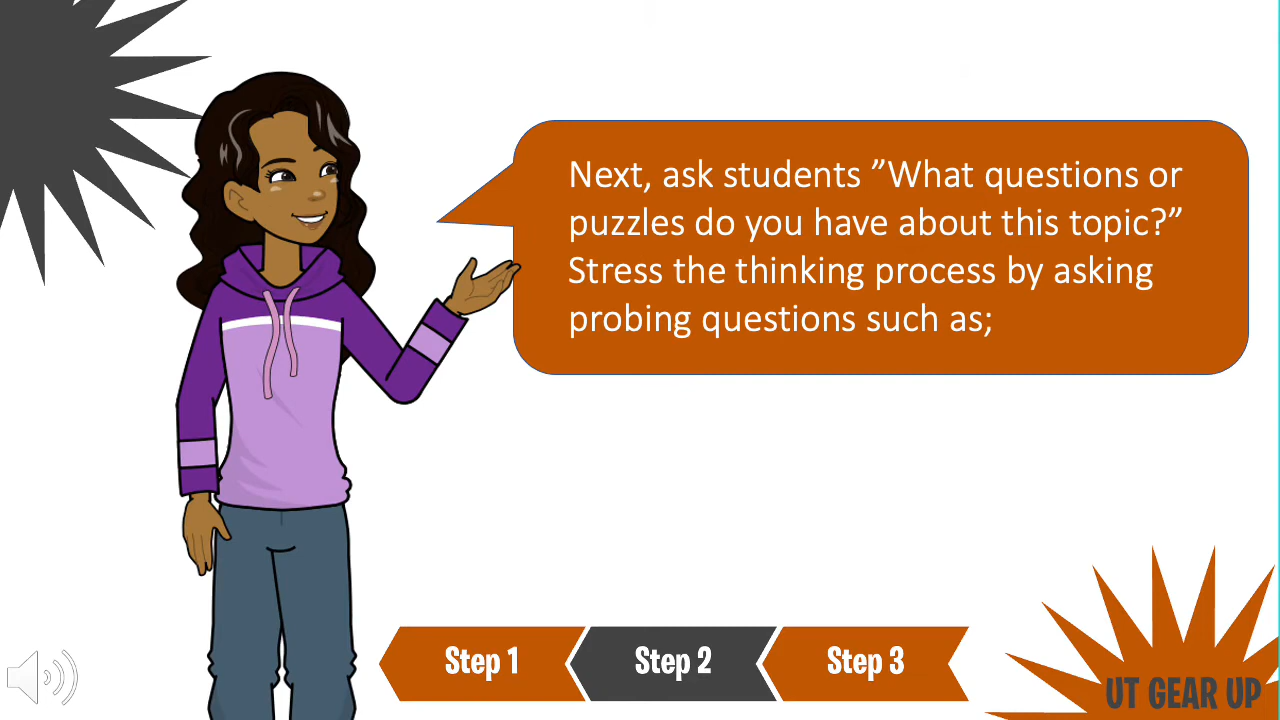 Next, ask students ”What questions or
puzzles do you have about this topic?”
Stress the thinking process by asking
probing questions such as;
Step 1
Step 2
Step 3
UT GEAR UP